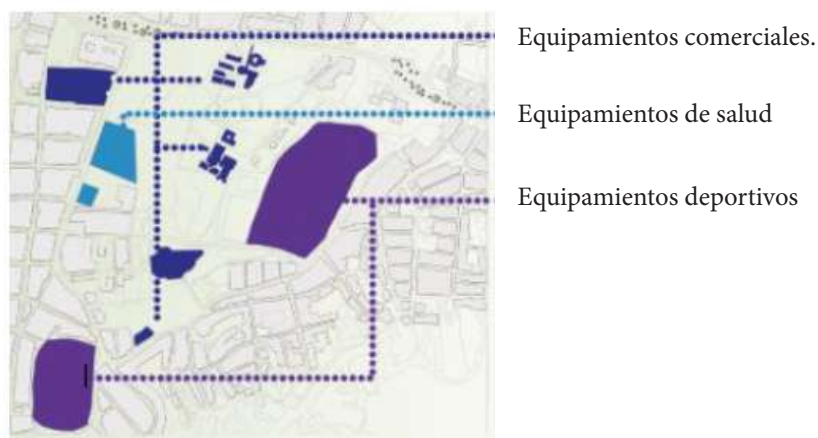 Equipamientos comerciales.
Equipamientos de salud
Equipamientos deportivos